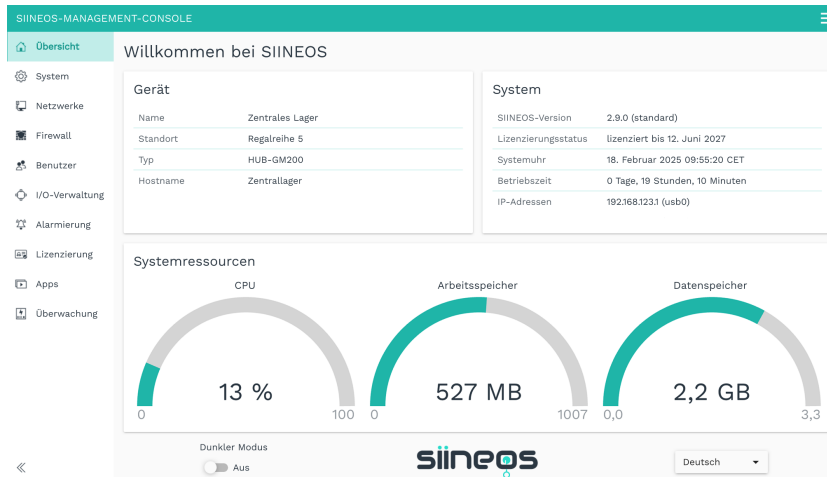 SIINEOS-MANAGEMENT-CONSOLE
Übersicht
System
Netzwerke
Firewall
Benutzer
I/O-Verwaltung
Alarmierung
Lizenzierung
Apps
Überwachung
Willkommen bei SIINEOS
Gerät
Name Zentrales Lager
Standort Regalreihe 5
Typ HUB-GM200
Hostname Zentrallager
System
SIINEOS-Version 2.9.0 (standard)
Lizenzierungsstatus lizenziert bis 12. Juni 2027
Systemuhr 18. Februar 2025 09:55:20 CET
Betriebszeit 0 Tage, 19 Stunden, 10 Minuten
IP-Adressen 192.168.123.1 (usb0)
Systemressourcen
CPU
13 %
0 100
Arbeitsspeicher
527 MB
0 1007
Datenspeicher
2,2 GB
0,0 3,3
Dunkler Modus
Aus
siineos
Deutsch